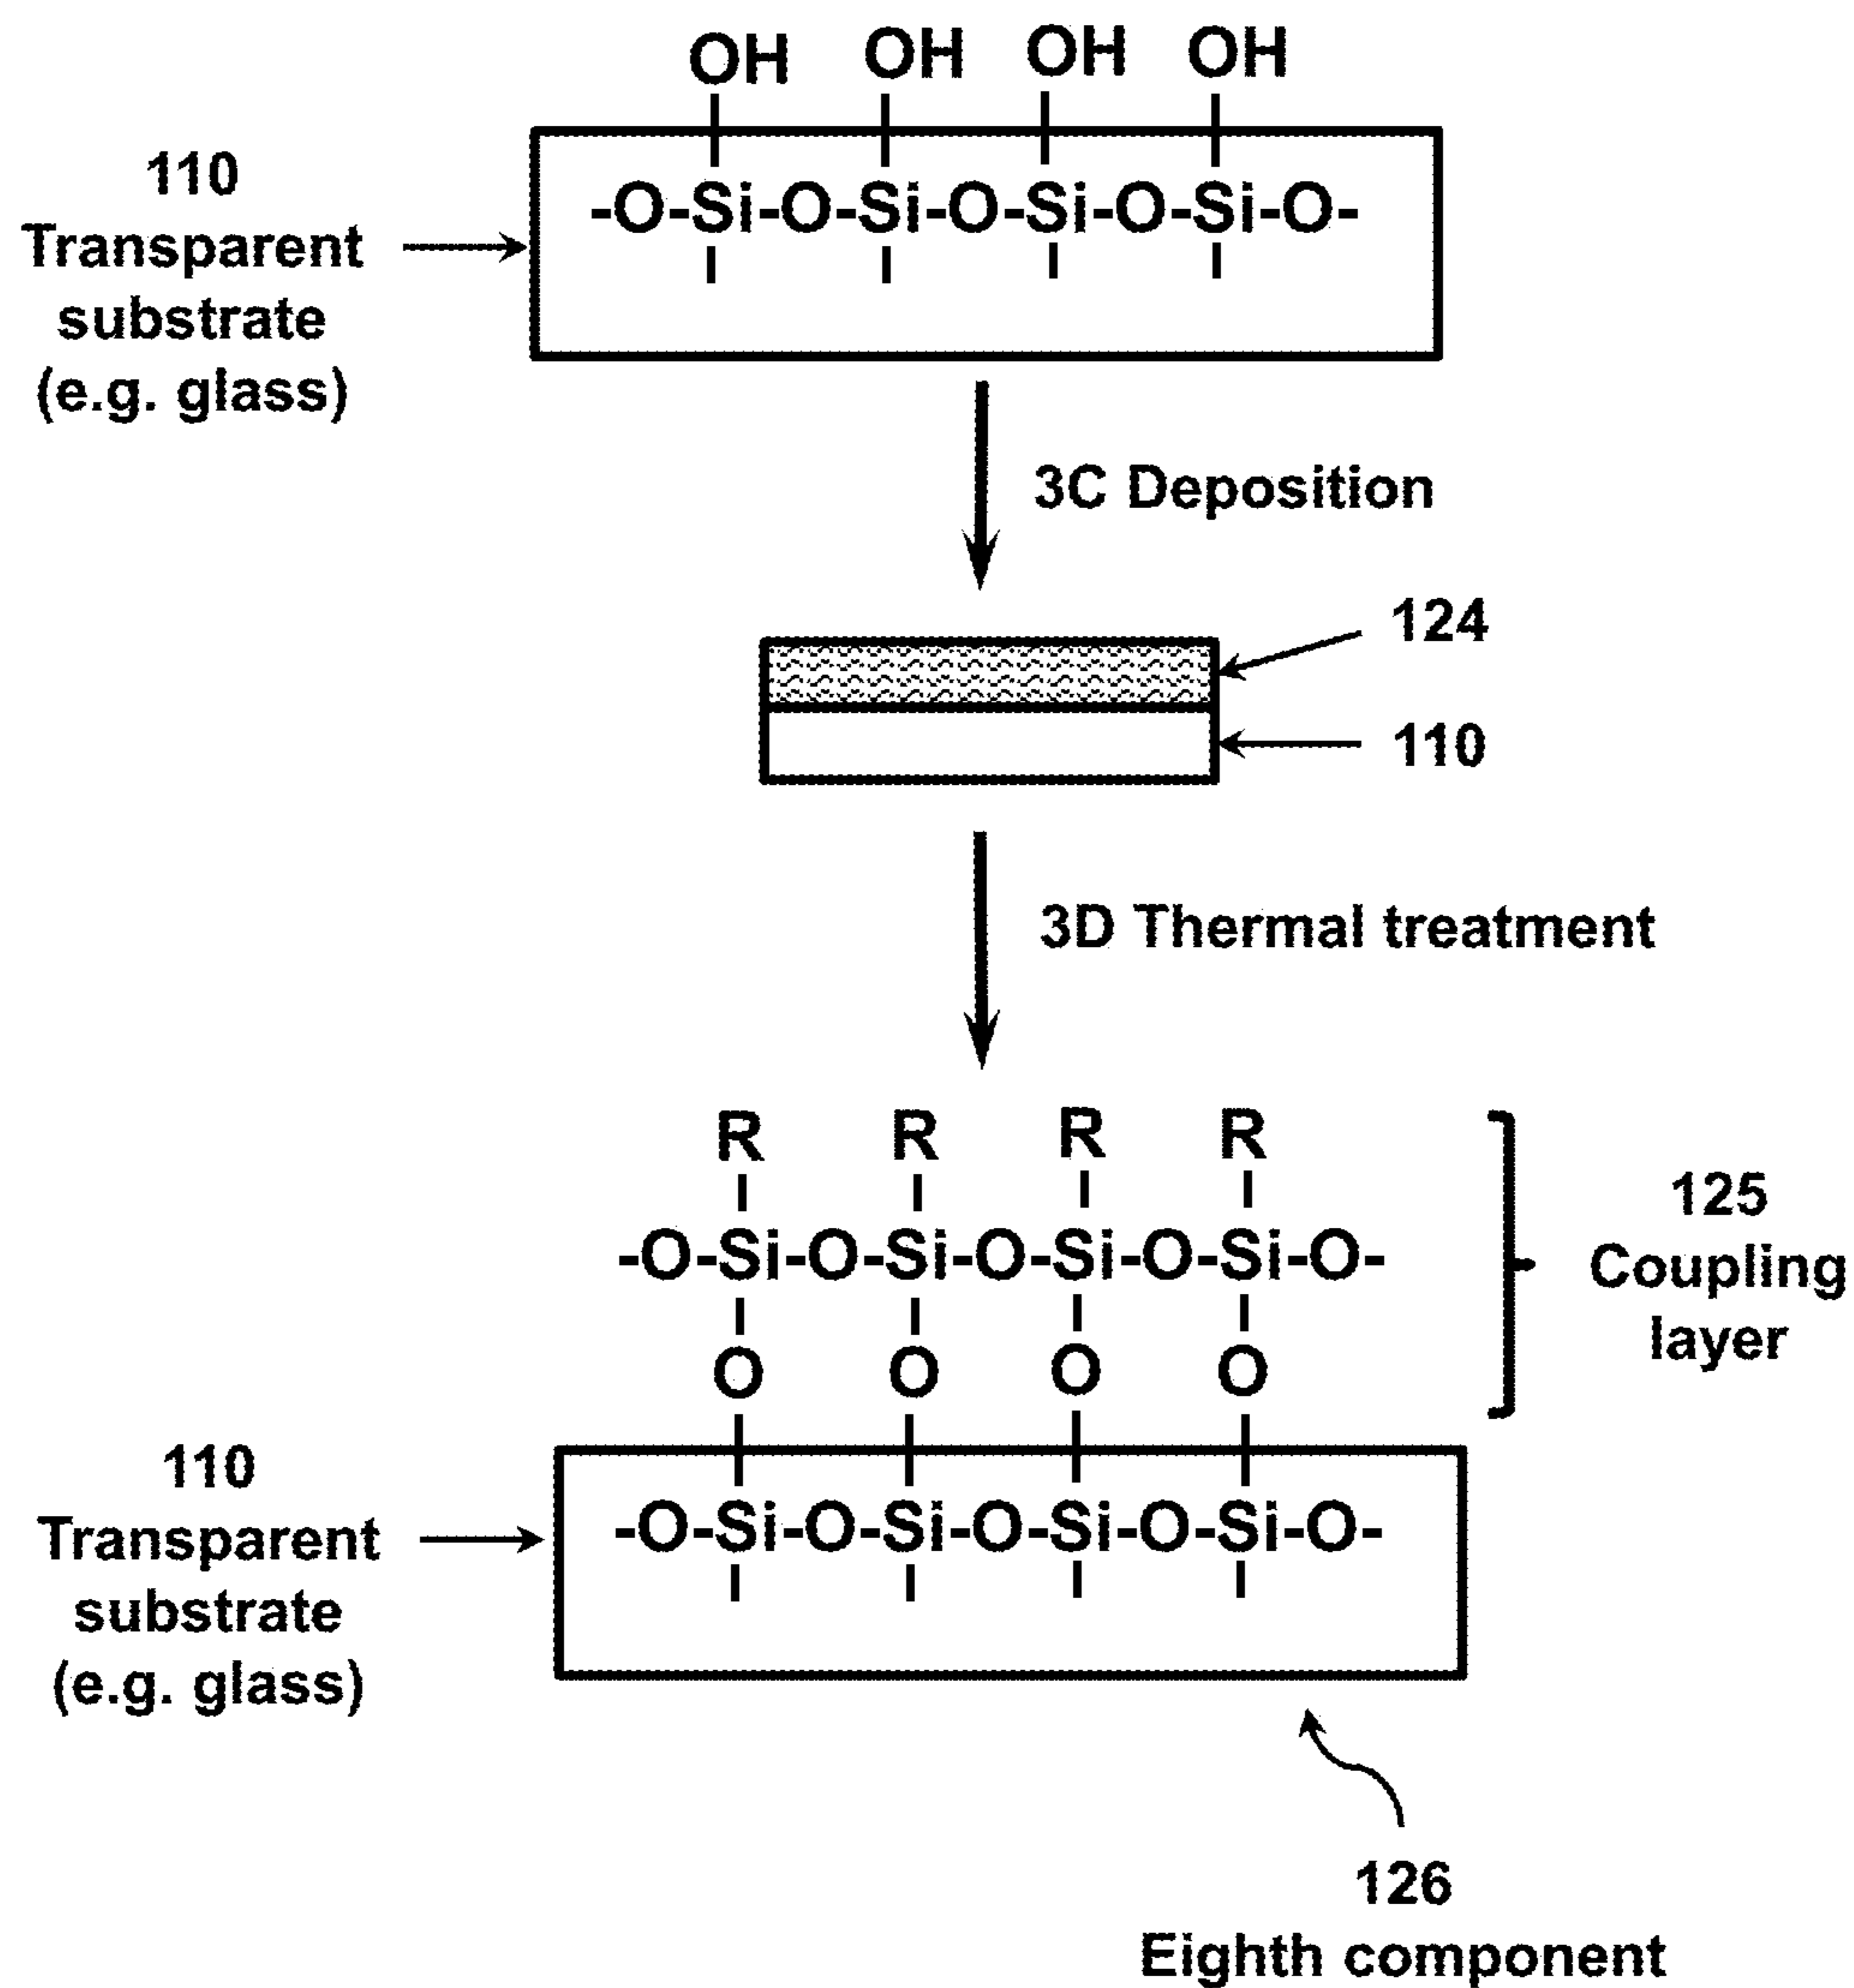 OH OH OH OH
110
Transparent
substrate
(e.g. glass)
-O-Si-O-Si-O-Si-O-Si-O-
3C Deposition
124
110
3D Thermal treatment
R R R R
-O-Si-O-Si-O-Si-O-Si-O-
O O O O
125
Coupling
layer
110
Transparent
substrate
(e.g. glass)
-O-Si-O-Si-O-Si-O-Si-O-
126
Eighth component